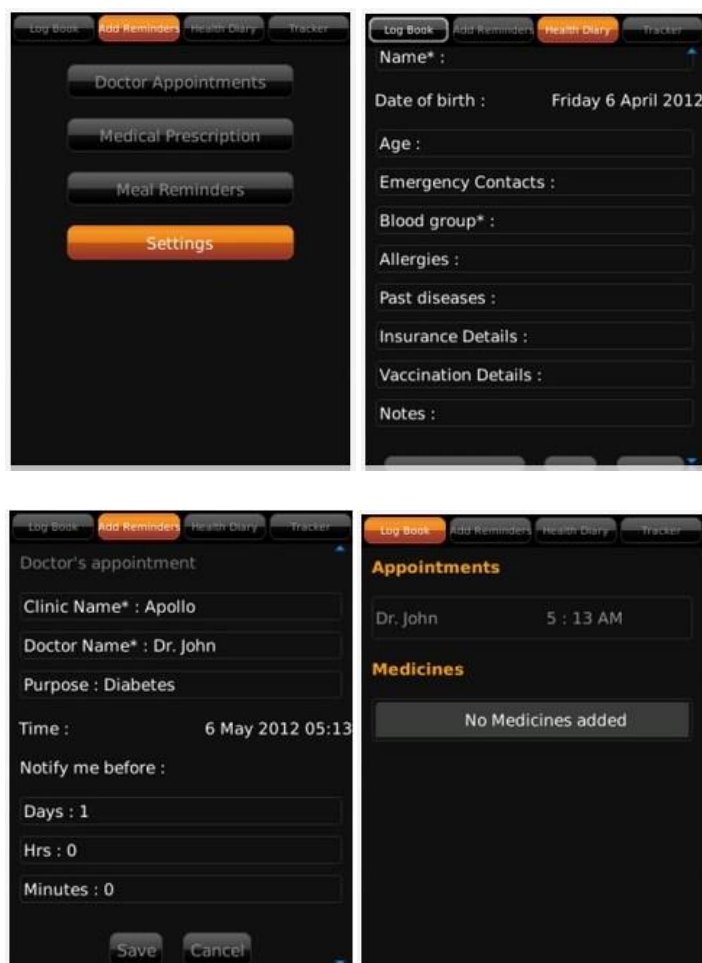 Log Book Add Reminders Health Diary Tracker
Doctor Appointments
Medical Prescription
Meal Reminders
Settings
Log Book Add Reminders Health Diary Tracker
Name* :
Date of birth : Friday 6 April 2012
Age :
Emergency Contacts :
Blood group* :
Allergies :
Past diseases :
Insurance Details :
Vaccination Details :
Notes :
Log Book Add Reminders Health Diary Tracker
Doctor's appointment
Clinic Name* : Apollo
Doctor Name* : Dr. John
Purpose : Diabetes
Time : 6 May 2012 05:13
Notify me before :
Days : 1
Hrs : 0
Minutes : 0
Save Cancel
Log Book Add Reminders Health Diary Tracker
Appointments
Dr. John 5 : 13 AM
Medicines
No Medicines added